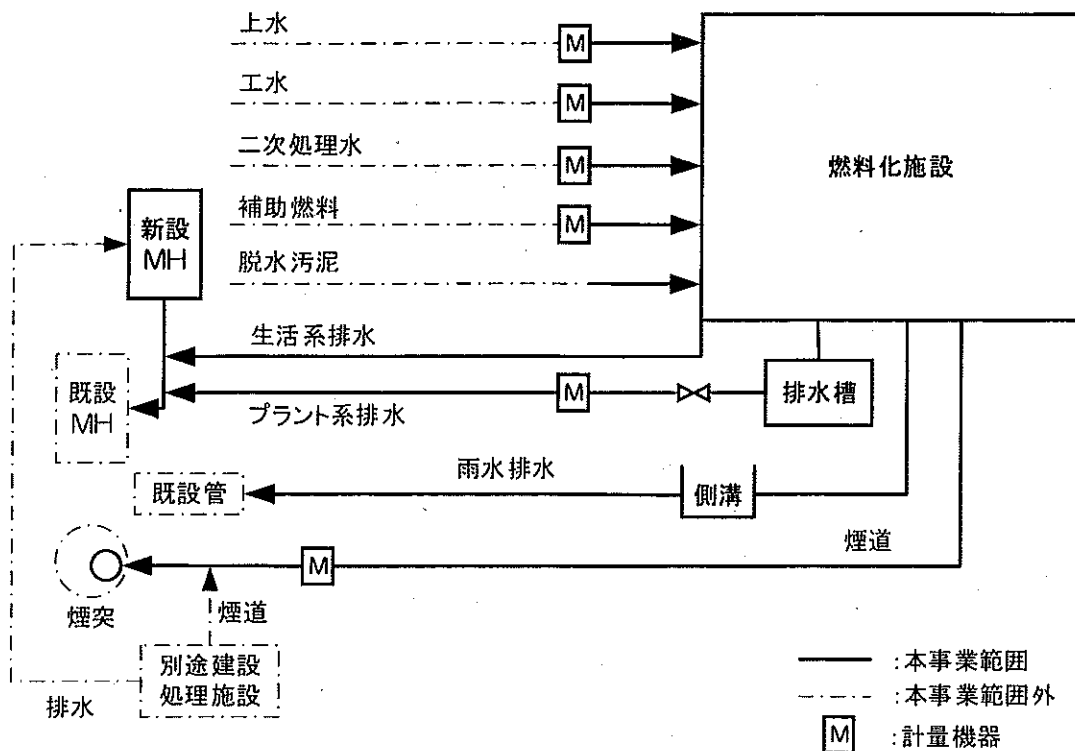 上水
M
工水
M
二次処理水
M
補助燃料
M
脱水汚泥
燃料化施設
新設
MH
生活系排水
既設
MH
M
プラント系排水
排水槽
雨水排水
既設管
側溝
煙道
M
煙突
煙道
別途建設
処理施設
排水
:本事業範囲
:本事業範囲外
M :計量機器